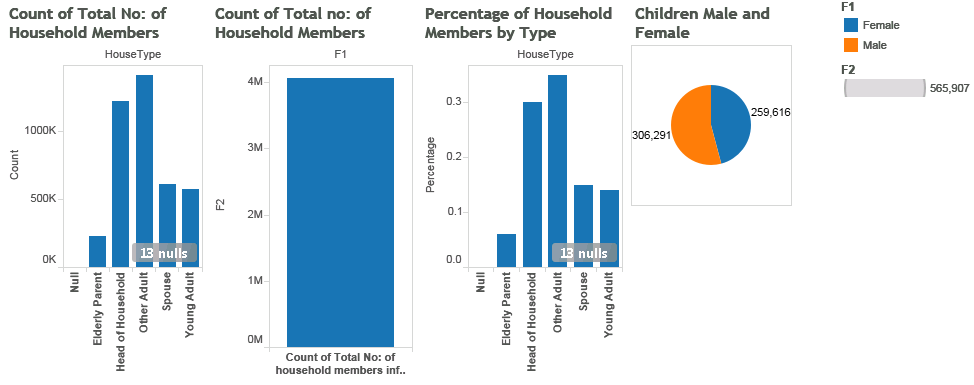 Count of Total No: of
Household Members
HouseType
Count
1000K
500K
0K
13 nulls
Null
Elderly Parent
Head of Household
Other Adult
Spouse
Young Adult
Count of Total no: of
Household Members
F1
F2
4M
3M
2M
1M
0M
Count of Total No: of
household members inf..
Percentage of Household
Members by Type
HouseType
Percentage
0.3
0.2
0.1
0.0
13 nulls
Null
Elderly Parent
Head of Household
Other Adult
Spouse
Young Adult
Children Male and
Female
259,616
306,291
F1
Female
Male
F2
565,907